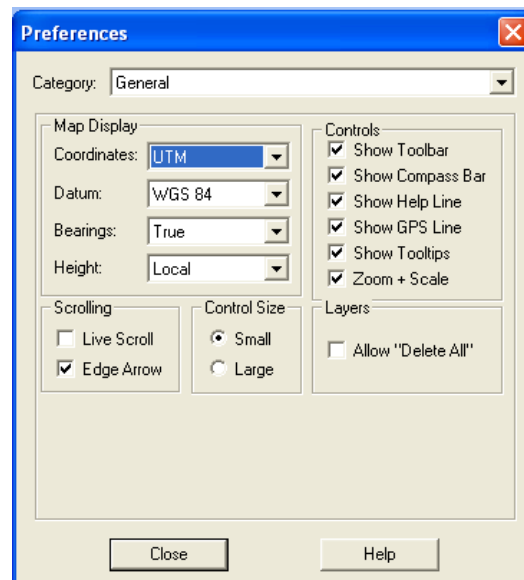 Preferences
Category: General
Map Display
Coordinates: UTM
Datum: WGS 84
Bearings: True
Height: Local
Controls
Show Toolbar
Show Compass Bar
Show Help Line
Show GPS Line
Show Tooltips
Zoom + Scale
Scrolling
Live Scroll
Edge Arrow
Control Size
Small
Large
Layers
Allow "Delete All"
Close
Help